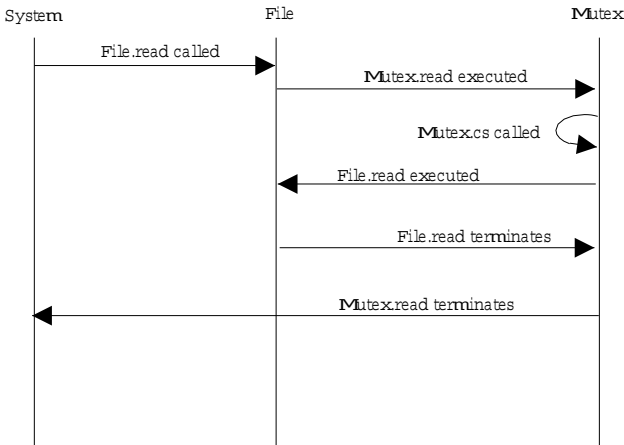 System File Mutex
File.read called
Mutex.read executed
Mutex.cs called
File.read executed
File.read terminates
Mutex.read terminates